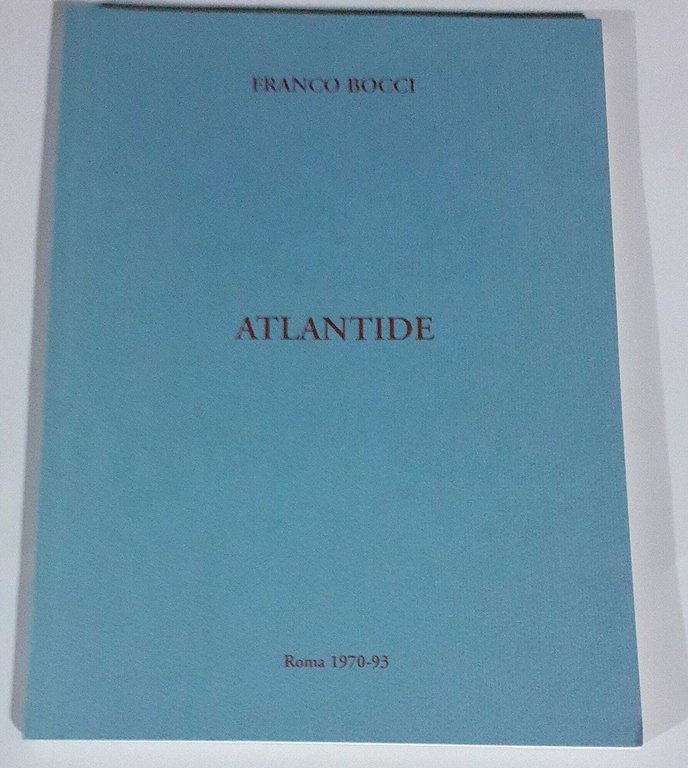 FRANCO BOCCI
ATLANTIDE
Roma 1970-93